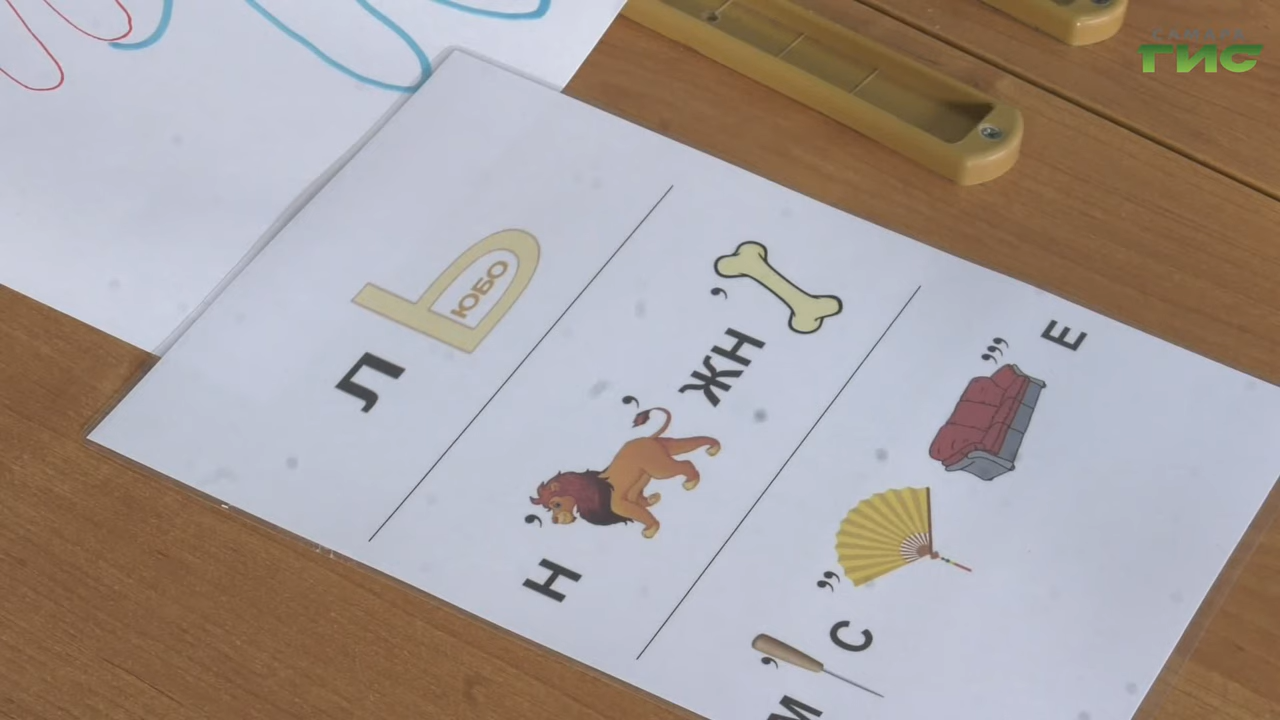 САМАРА
ГИС
Л Ь ЮБО
Н , , ЖН ,
М , С ,, ,,, Е